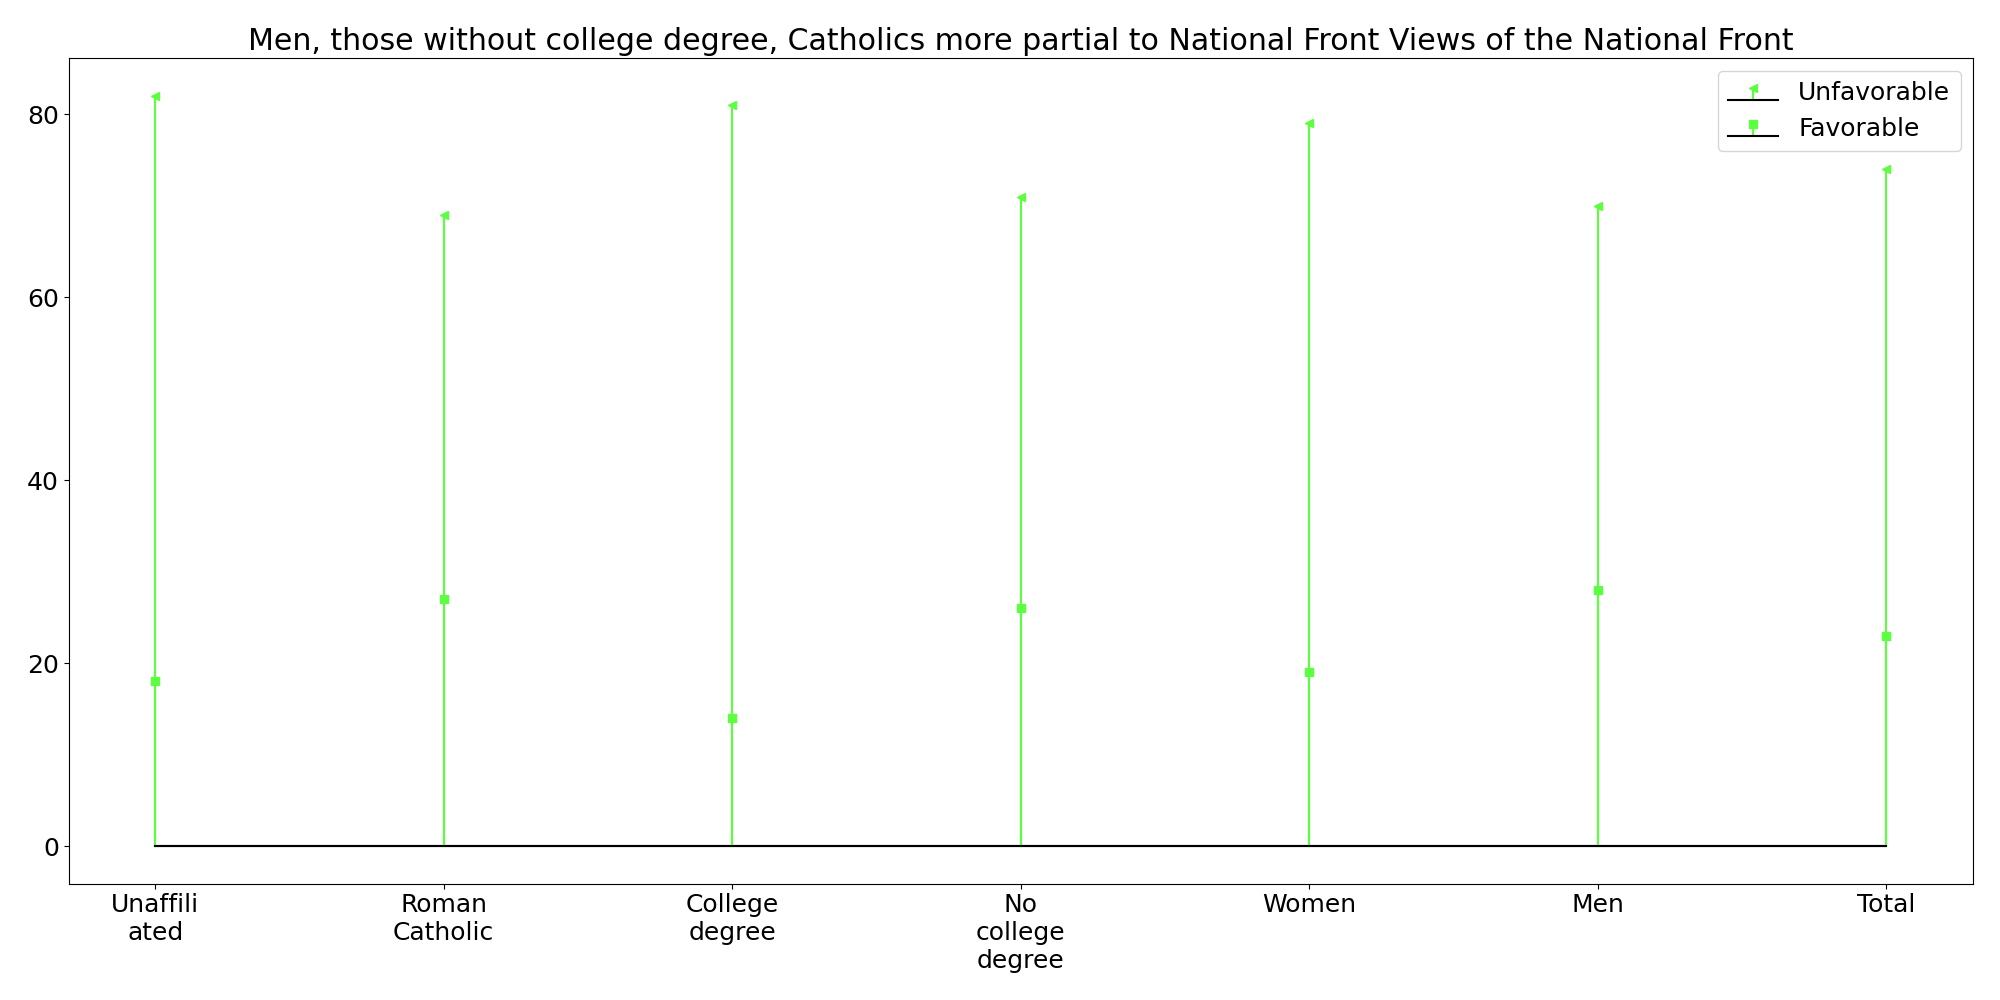 Men, those without college degree, Catholics more partial to National Front Views of the National Front
Unfavorable
Favorable
80
60
40
20
0
Unaffili
ated
Roman
Catholic
College
degree
No
college
degree
Women
Men
Total